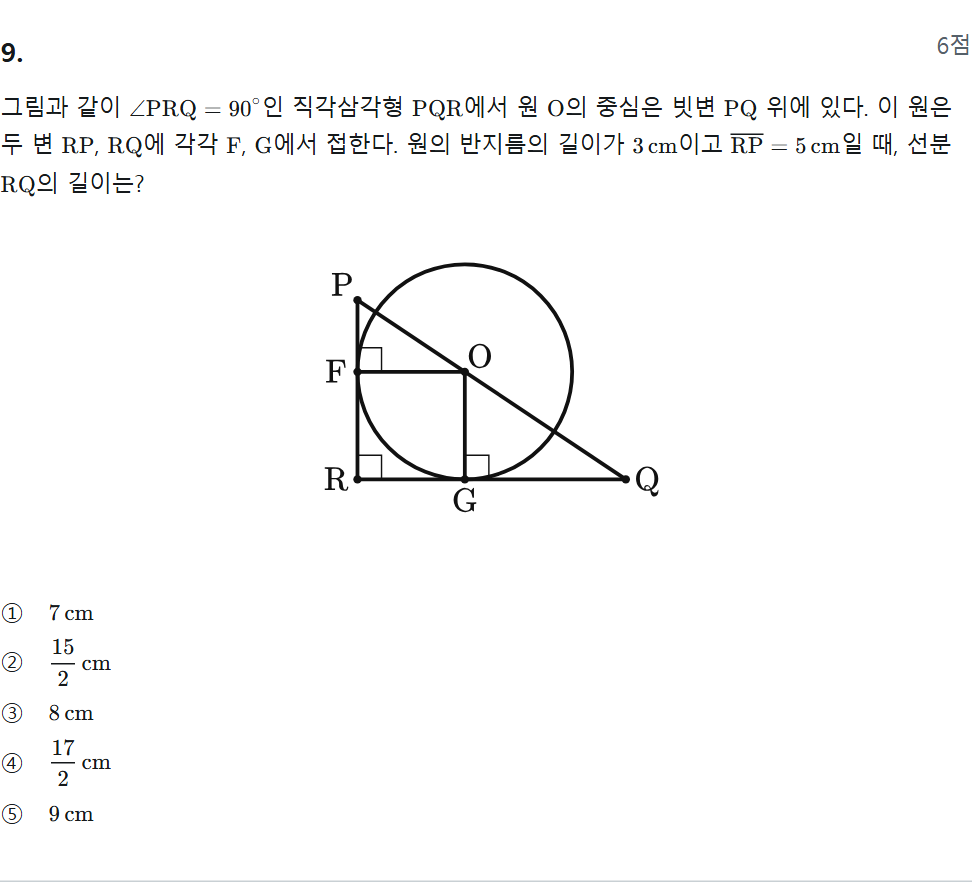 9.
6점
그림과 같이 ∠PRQ = 90°인 직각삼각형 PQR에서 원 O의 중심은 빗변 PQ 위에 있다. 이 원은
두 변 RP, RQ에 각각 F, G에서 접한다. 원의 반지름의 길이가 3 cm이고 \overline{RP} = 5 cm일 때, 선분
RQ의 길이는?
P
O
F
R
G
Q
① 7 cm
② \frac{15}{2} cm
③ 8 cm
④ \frac{17}{2} cm
⑤ 9 cm